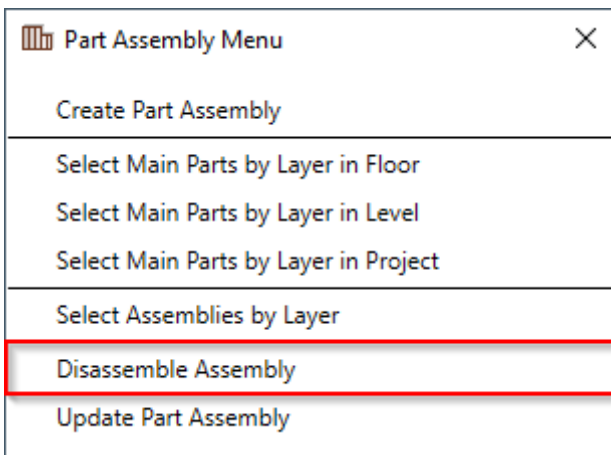 Part Assembly Menu
Create Part Assembly
Select Main Parts by Layer in Floor
Select Main Parts by Layer in Level
Select Main Parts by Layer in Project
Select Assemblies by Layer
Disassemble Assembly
Update Part Assembly